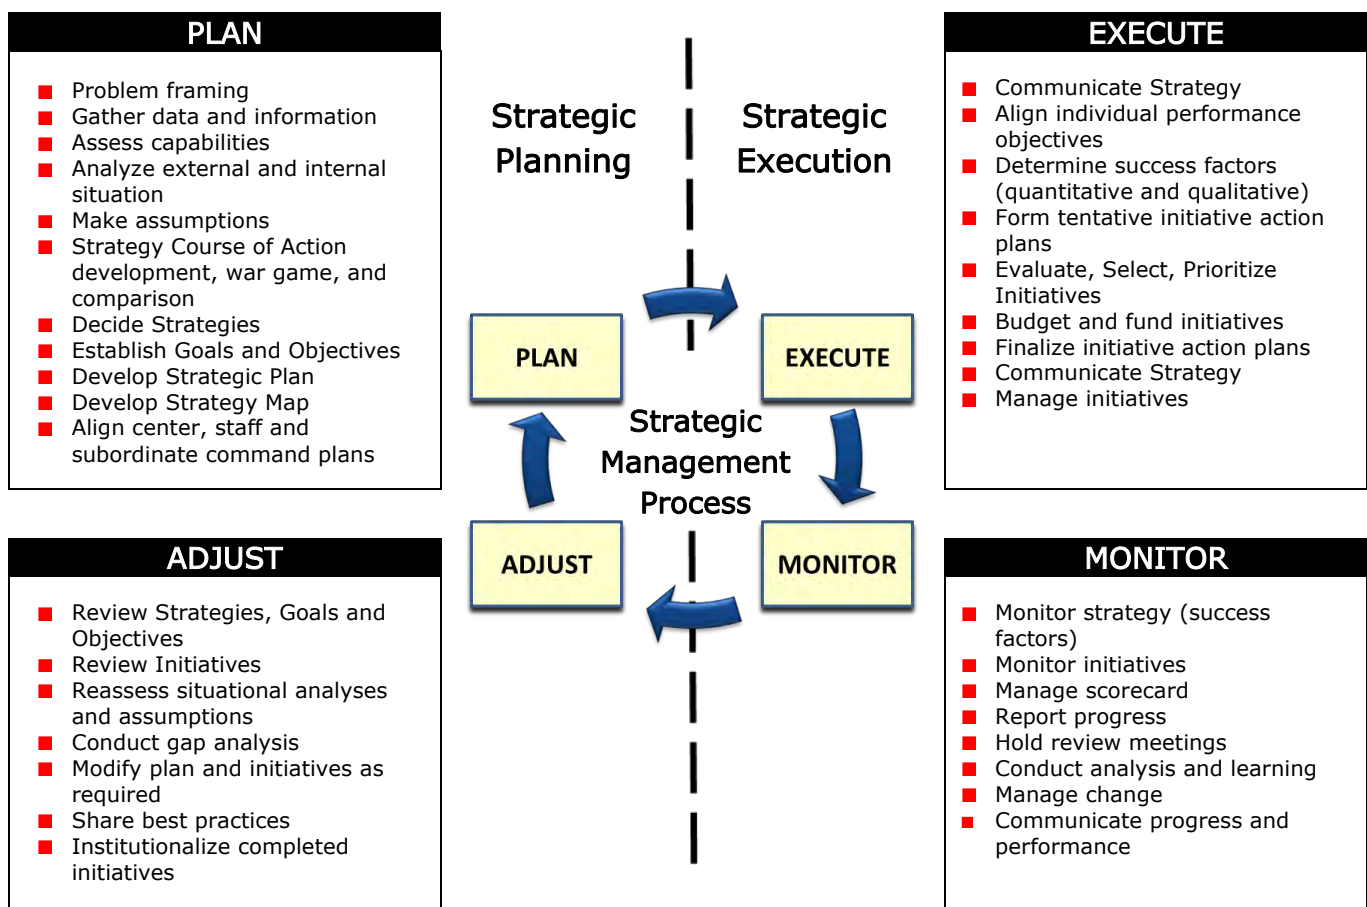 PLAN
Problem framing
Gather data and information
Assess capabilities
Analyze external and internal
situation
Make assumptions
Strategy Course of Action
development, war game, and
comparison
Decide Strategies
Establish Goals and Objectives
Develop Strategic Plan
Develop Strategy Map
Align center, staff and
subordinate command plans
Strategic
Planning
Strategic
Execution
PLAN
EXECUTE
Strategic
Management
Process
ADJUST
MONITOR
EXECUTE
Communicate Strategy
Align individual performance
objectives
Determine success factors
(quantitative and qualitative)
Form tentative initiative action
plans
Evaluate, Select, Prioritize
Initiatives
Budget and fund initiatives
Finalize initiative action plans
Communicate Strategy
Manage initiatives
ADJUST
Review Strategies, Goals and
Objectives
Review Initiatives
Reassess situational analyses
and assumptions
Conduct gap analysis
Modify plan and initiatives as
required
Share best practices
Institutionalize completed
initiatives
MONITOR
Monitor strategy (success
factors)
Monitor initiatives
Manage scorecard
Report progress
Hold review meetings
Conduct analysis and learning
Manage change
Communicate progress and
performance